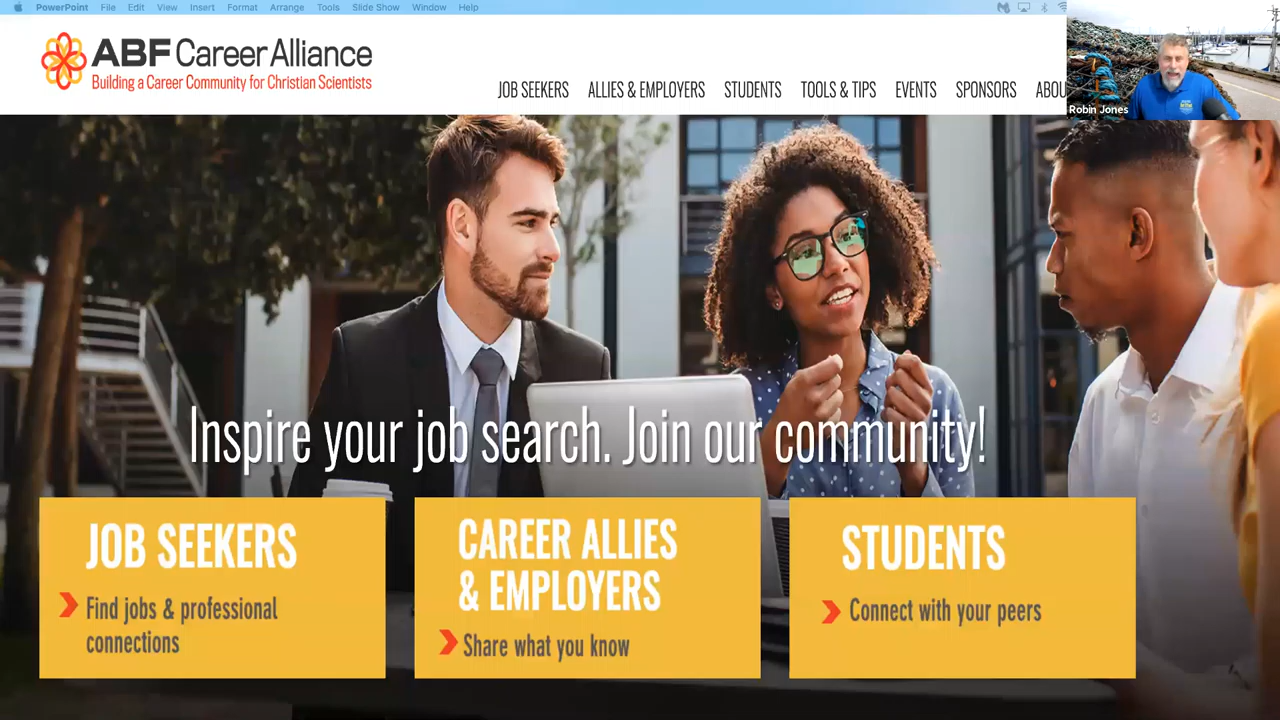 PowerPoint File Edit View Insert Format Arrange Tools Slide Show Window Help
ABF Career Alliance
Building a Career Community for Christian Scientists
JOB SEEKERS ALLIES & EMPLOYERS STUDENTS TOOLS & TIPS EVENTS SPONSORS ABOU
Robin Jones
Inspire your job search. Join our community!
JOB SEEKERS
Find jobs & professional
connections
CAREER ALLIES
& EMPLOYERS
Share what you know
STUDENTS
Connect with your peers